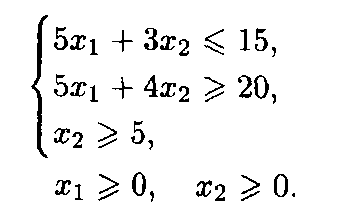 5x₁ + 3x₂ ⩽ 15,
5x₁ + 4x₂ ⩾ 20,
x₂ ⩾ 5,
x₁ ⩾ 0, x₂ ⩾ 0.